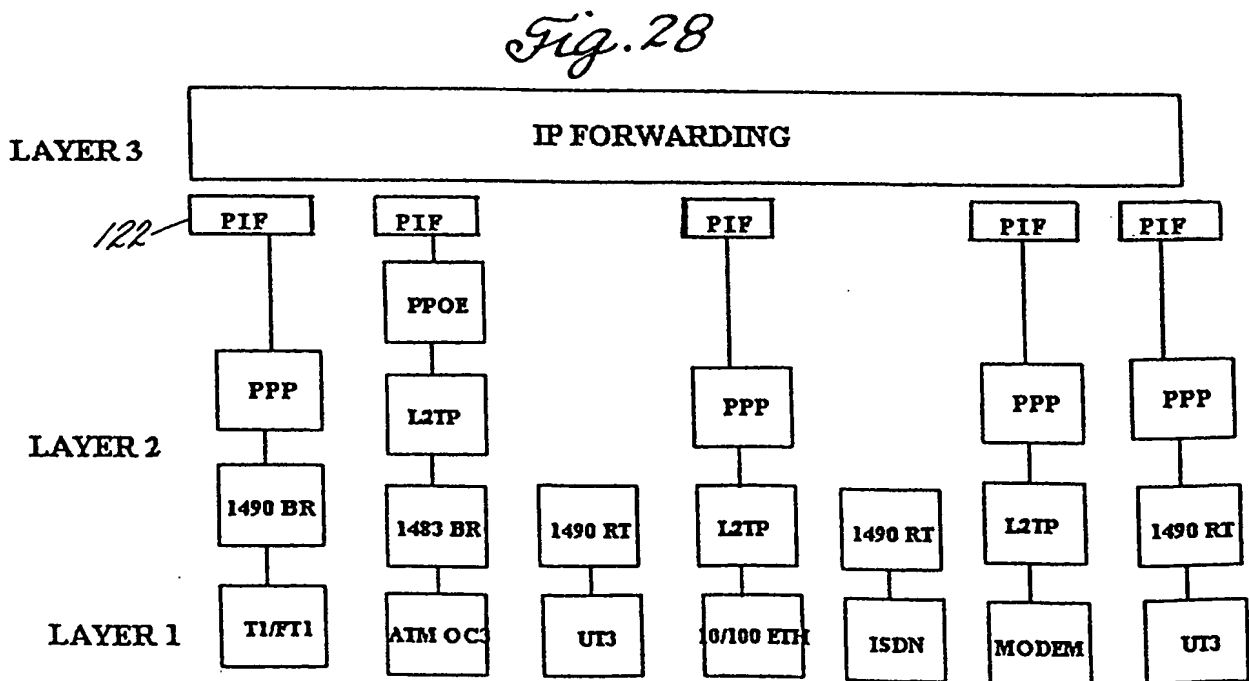 Fig. 28
IP FORWARDING
LAYER 3
PIF PIF PIF PIF PIF
122
PPOE
PPP L2TP PPP PPP PPP
LAYER 2
1490 BR 1483 BR 1490 RT L2TP 1490 RT L2TP 1490 RT
LAYER 1 T1/FT1 ATM OC3 UT3 10/100 ETH ISDN MODEM UT3